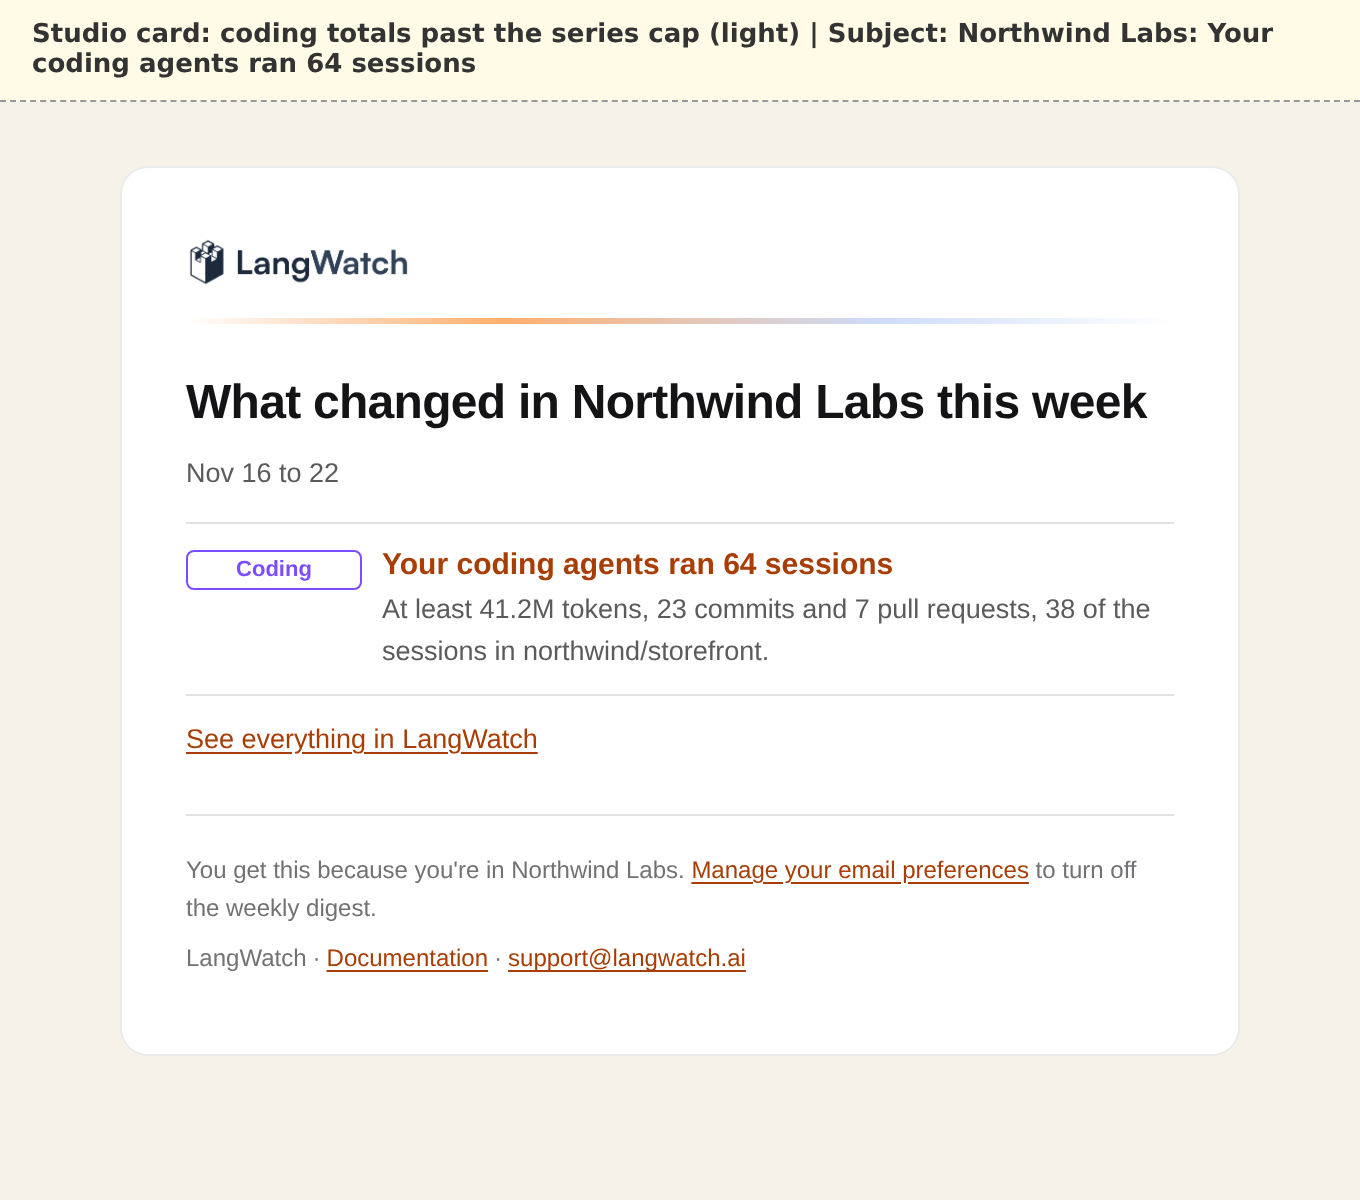 Studio card: coding totals past the series cap (light) | Subject: Northwind Labs: Your
coding agents ran 64 sessions
LangWatch
What changed in Northwind Labs this week
Nov 16 to 22
Coding
Your coding agents ran 64 sessions
At least 41.2M tokens, 23 commits and 7 pull requests, 38 of the
sessions in northwind/storefront.
See everything in LangWatch
You get this because you're in Northwind Labs. Manage your email preferences to turn off
the weekly digest.
LangWatch · Documentation · support@langwatch.ai